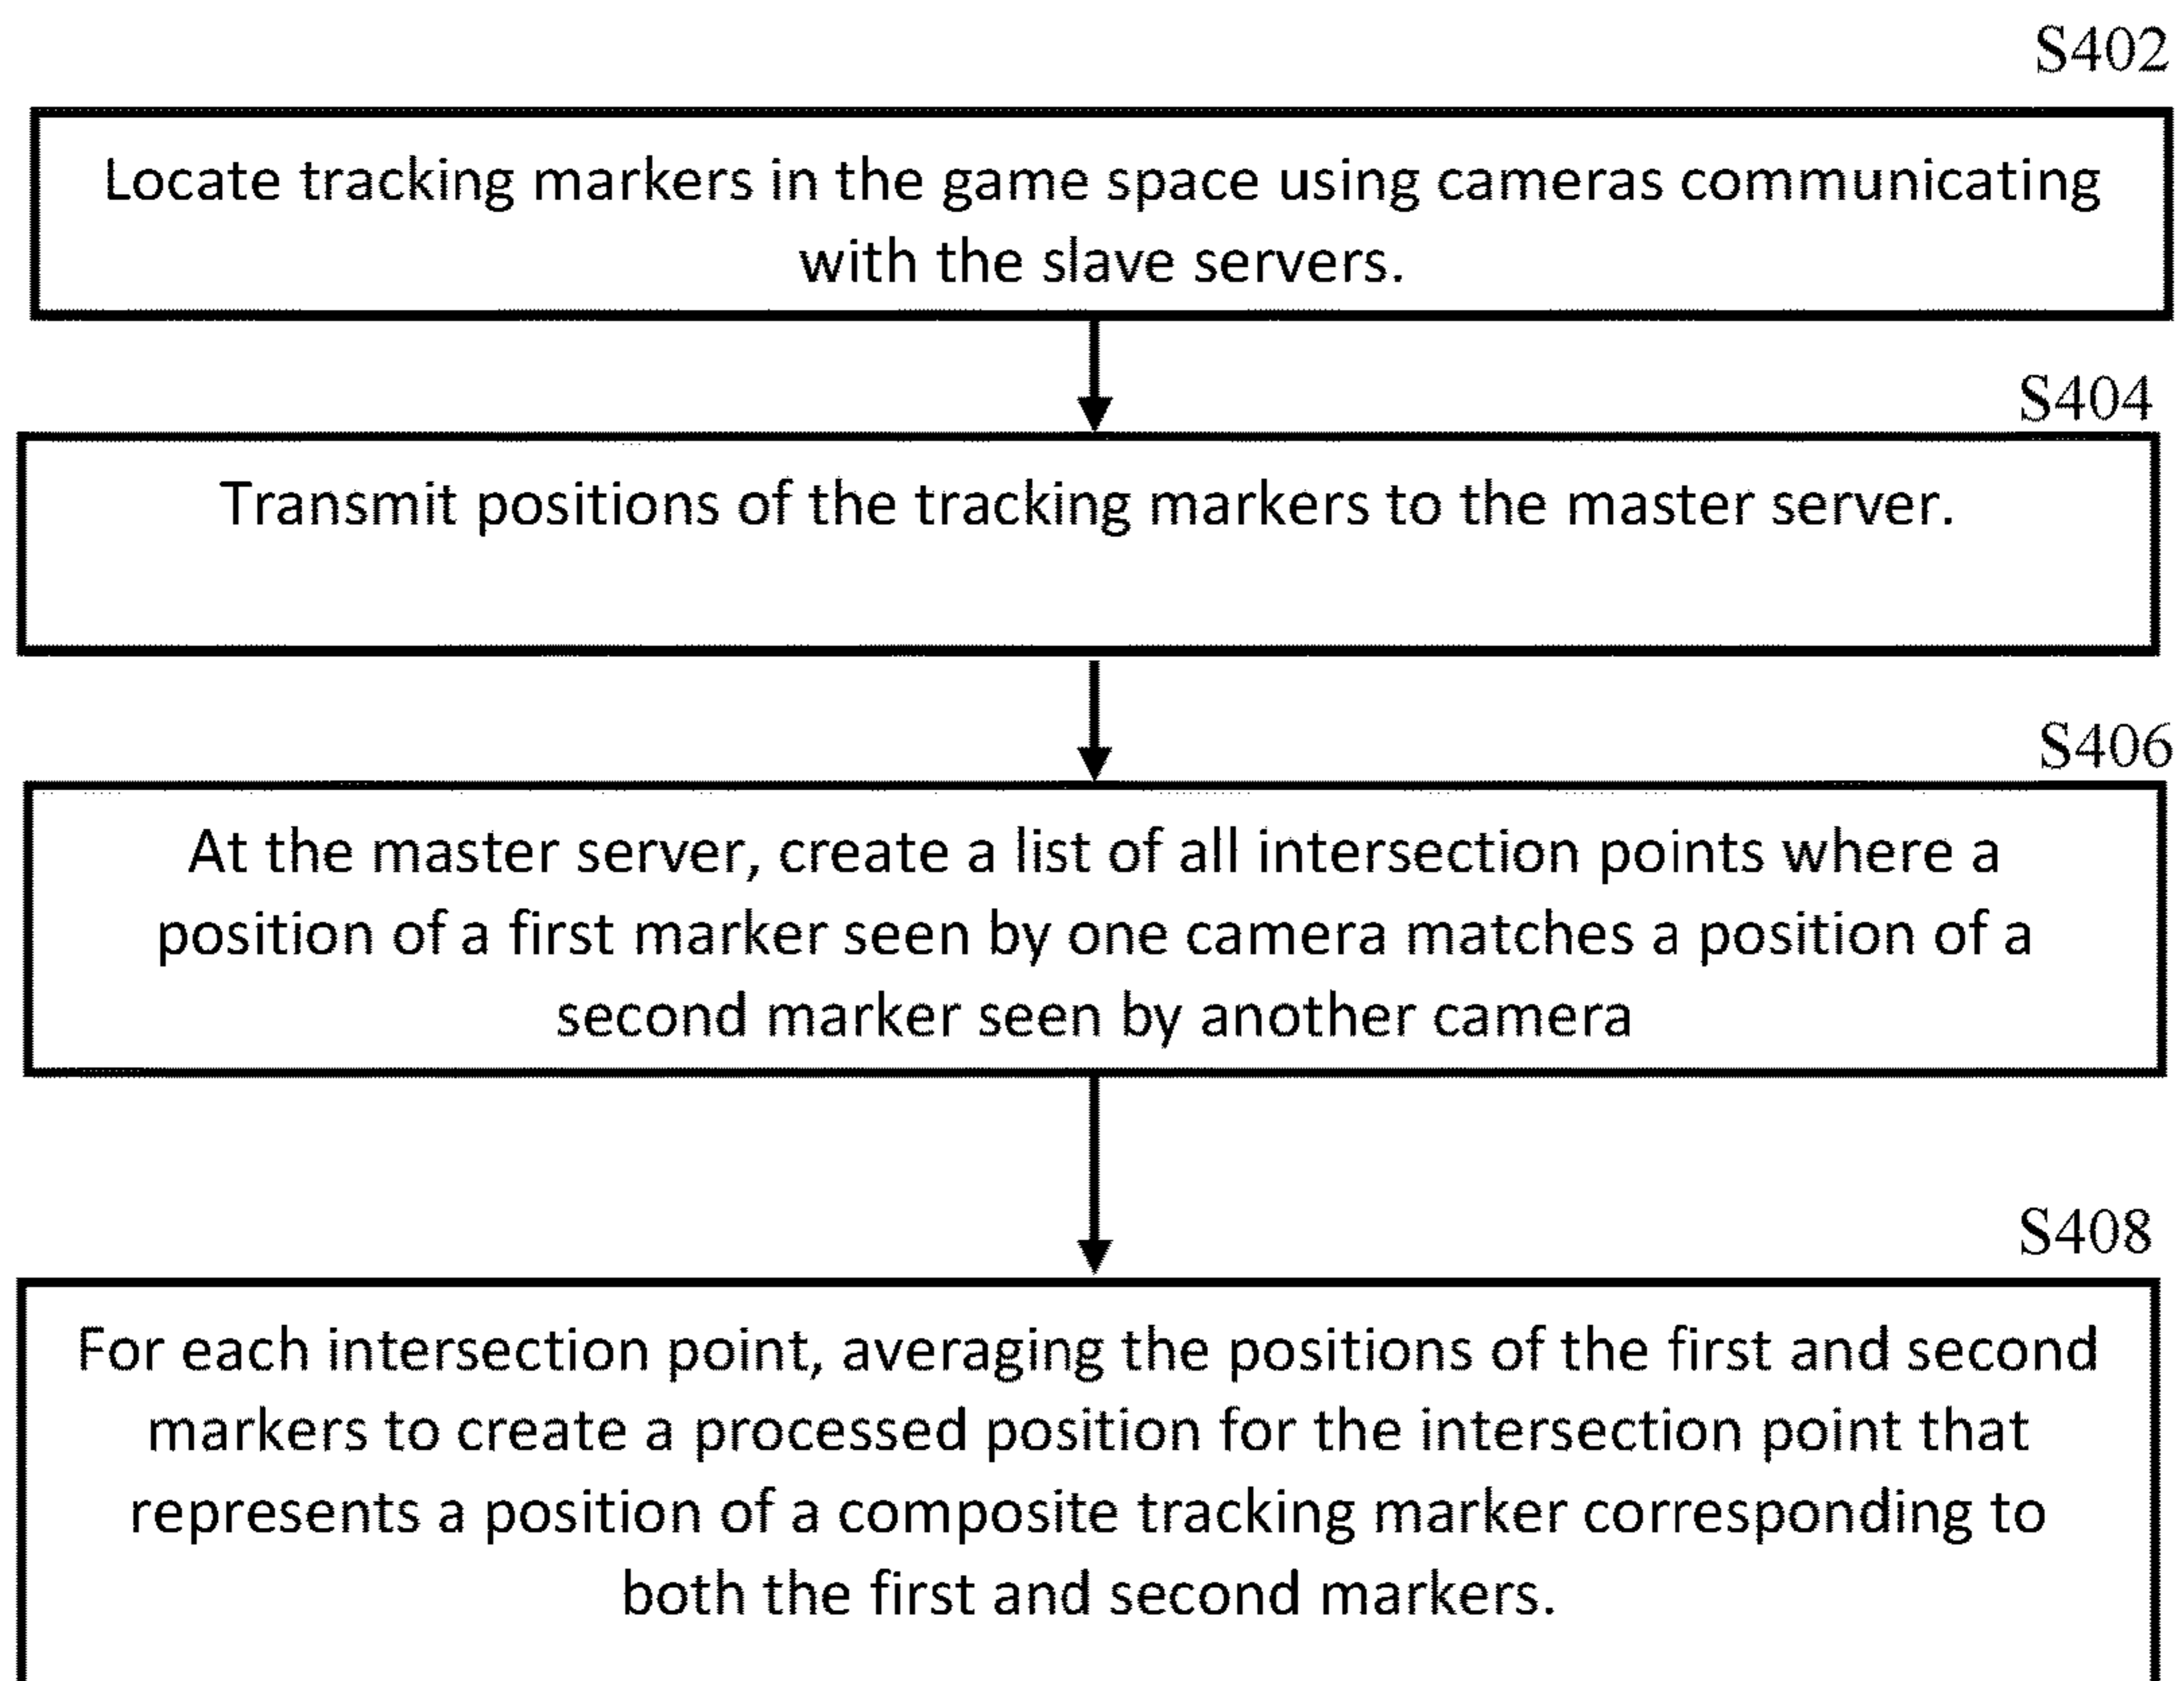 S402
Locate tracking markers in the game space using cameras communicating
with the slave servers.
S404
Transmit positions of the tracking markers to the master server.
S406
At the master server, create a list of all intersection points where a
position of a first marker seen by one camera matches a position of a
second marker seen by another camera
S408
For each intersection point, averaging the positions of the first and second
markers to create a processed position for the intersection point that
represents a position of a composite tracking marker corresponding to
both the first and second markers.